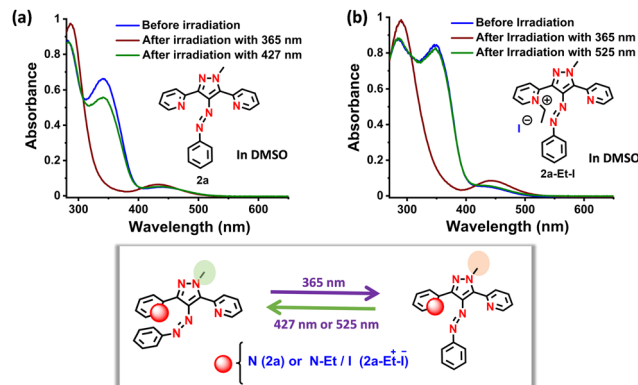 (a)
Before irradiation
After irradiation with 365 nm
After irradiation with 427 nm
Absorbance
1
0.8
0.6
0.4
0.2
0
300 400 500 600
Wavelength (nm)
N N
N N
N
N
2a
In DMSO
(b)
Before Irradiation
After Irradiation with 365 nm
After Irradiation with 525 nm
Absorbance
1
0.8
0.6
0.4
0.2
0
300 400 500 600
Wavelength (nm)
N N
N N
⊕
I ⊖
N
N
2a-Et-I
In DMSO
N N
N
N
N
N
365 nm
427 nm or 525 nm
N N
N
N
N
N
N (2a) or N-Et / I (2a-Et-I)
+ -